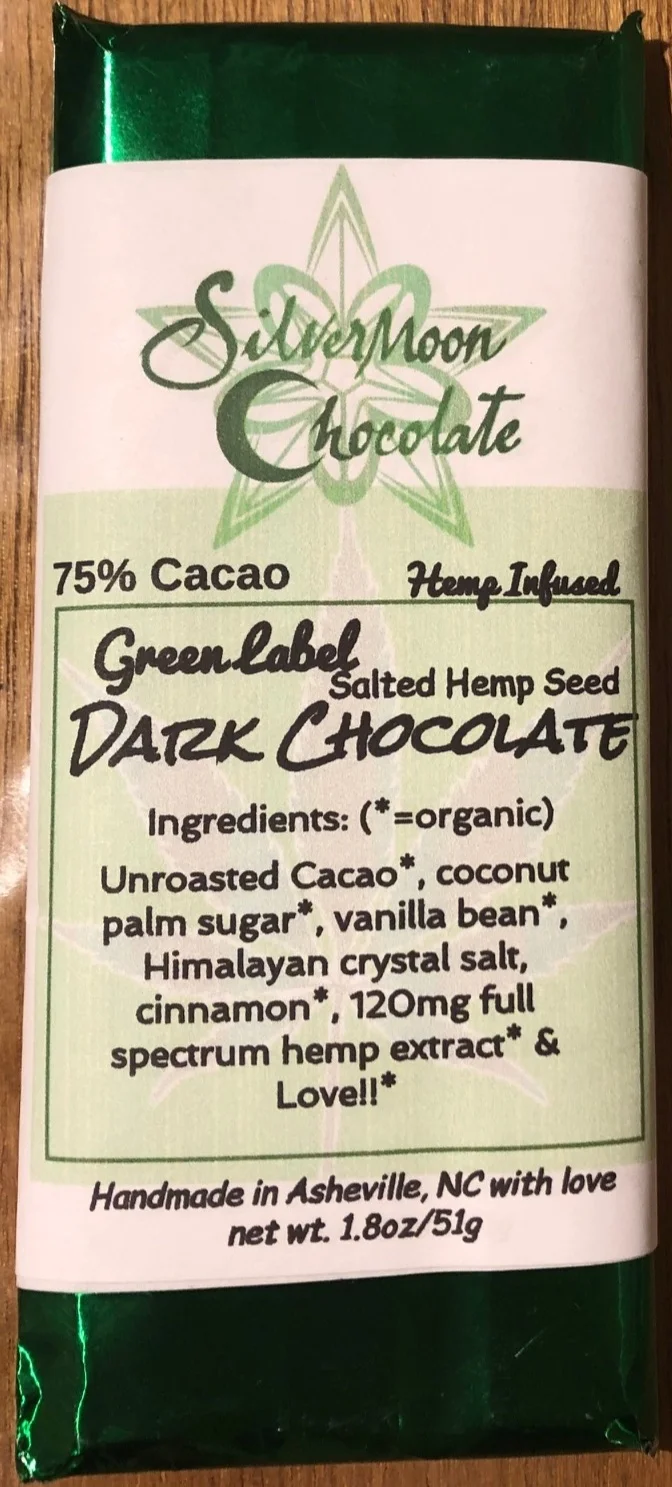 SilverMoon
Chocolate
75% Cacao Hemp Infused
Green Label
Salted Hemp Seed
DARK CHOCOLATE
Ingredients: (*=organic)
Unroasted Cacao*, coconut
palm sugar*, vanilla bean*,
Himalayan crystal salt,
cinnamon*, 120mg full
spectrum hemp extract* &
Love!!*
Handmade in Asheville, NC with love
net wt. 1.8oz/51g